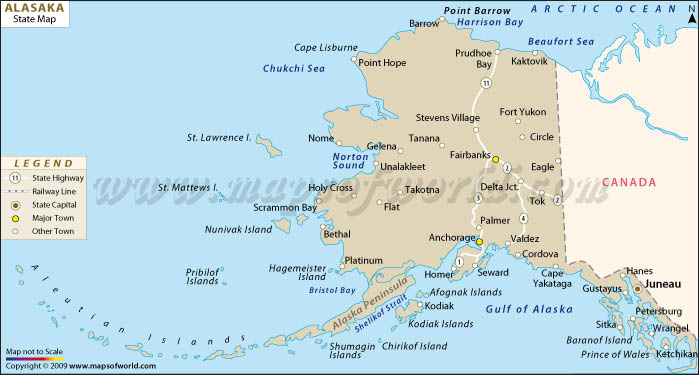 ALASAKA
State Map
Point Barrow
ARCTIC OCEAN
N
Barrow
Harrison Bay
Beaufort Sea
Cape Lisburne
Prudhoe
Bay
Kaktovik
Chukchi Sea
Point Hope
11
Stevens Village
Fort Yukon
St. Lawrence I.
Nome
Galena
Tanana
Circle
Norton
Sound
Unalakleet
Fairbanks
2
Eagle
LEGEND
11 State Highway
Railway Line
State Capital
Major Town
Other Town
CANADA
www.mapsofworld.com
St. Mattews I.
Holy Cross
Takotna
Delta Jct.
3
Tok
2
Scrammon Bay
Flat
Nunivak Island
Palmer
4
Bethal
Anchorage
Valdez
1
Cordova
Platinum
Hagemeister
Island
Homer
Seward
Cape
Yakataga
Hanes
Pribilof
Islands
Bristol Bay
Alaska Peninsula
Afognak Islands
Gustayus
Juneau
Aleutian Islands
Shelikof Strait
Kodiak
Gulf of Alaska
Kodiak Islands
Petersburg
Sitka
Wrangel
Shumagin
Islands
Chirikof Island
Baranof Island
Prince of Wales
Ketchikan
Map not to Scale
Copyright © 2009 www.mapsofworld.com